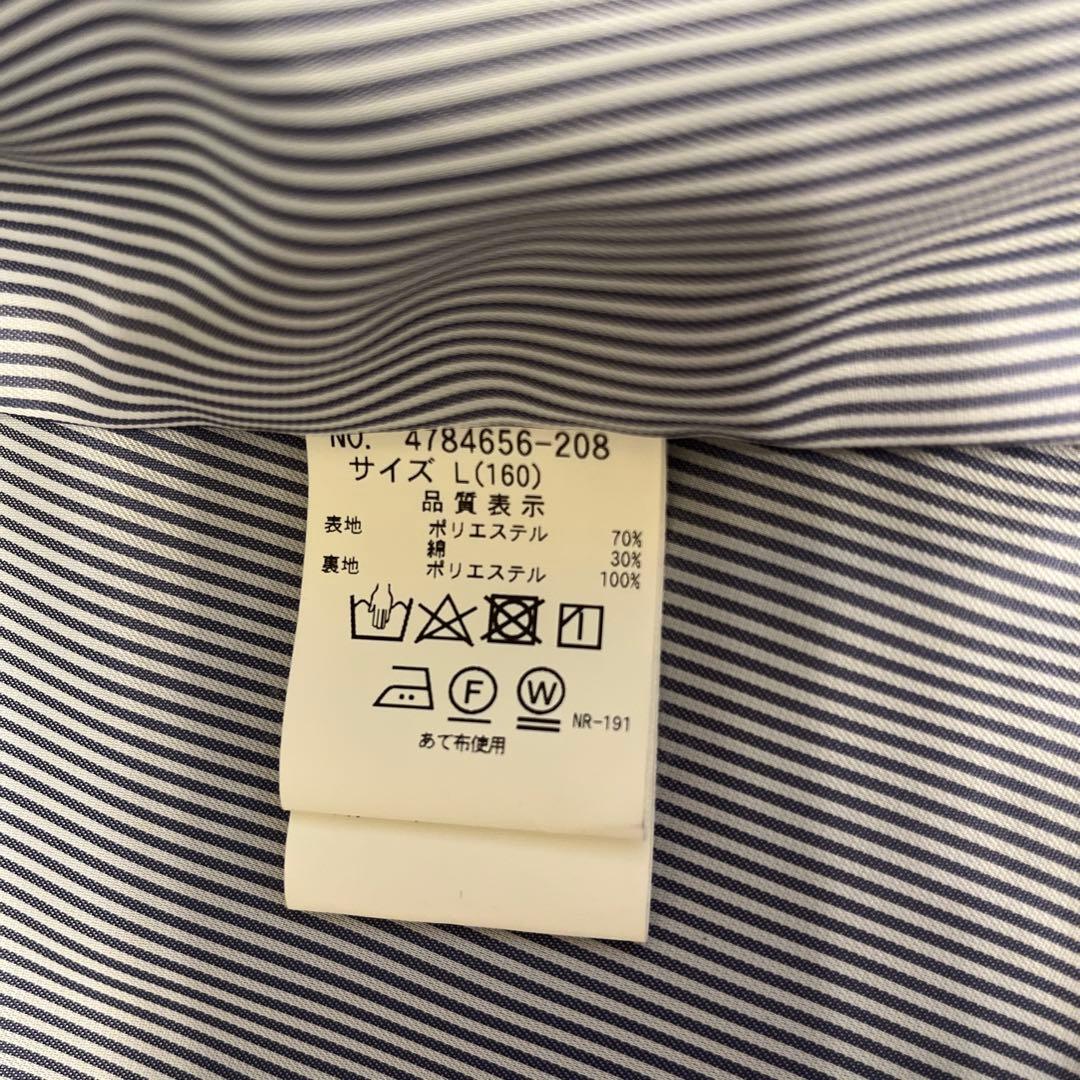 NO. 4784656-208
サイズ L(160)
品質表示
表地 ポリエステル 70%
綿 30%
裏地 ポリエステル 100%
F W NR-191
あて布使用